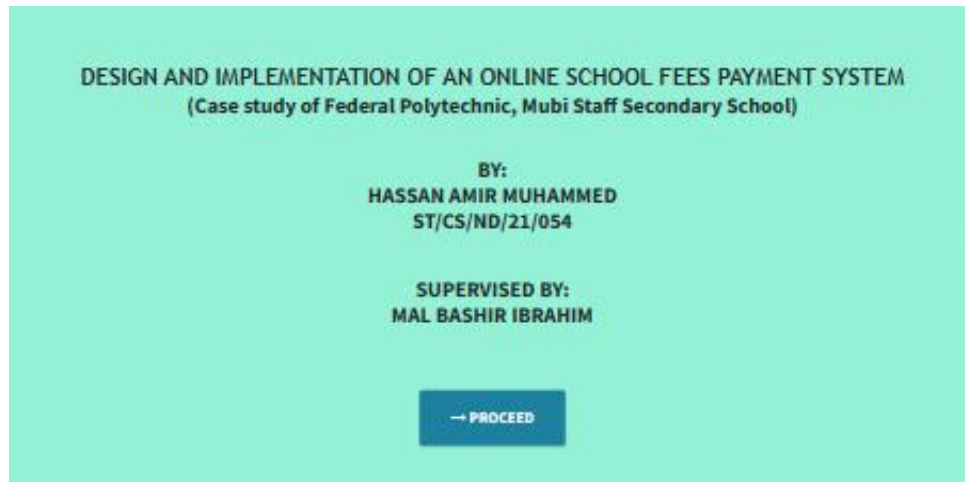 DESIGN AND IMPLEMENTATION OF AN ONLINE SCHOOL FEES PAYMENT SYSTEM
(Case study of Federal Polytechnic, Mubi Staff Secondary School)
BY:
HASSAN AMIR MUHAMMED
ST/CS/ND/21/054
SUPERVISED BY:
MAL BASHIR IBRAHIM
→ PROCEED